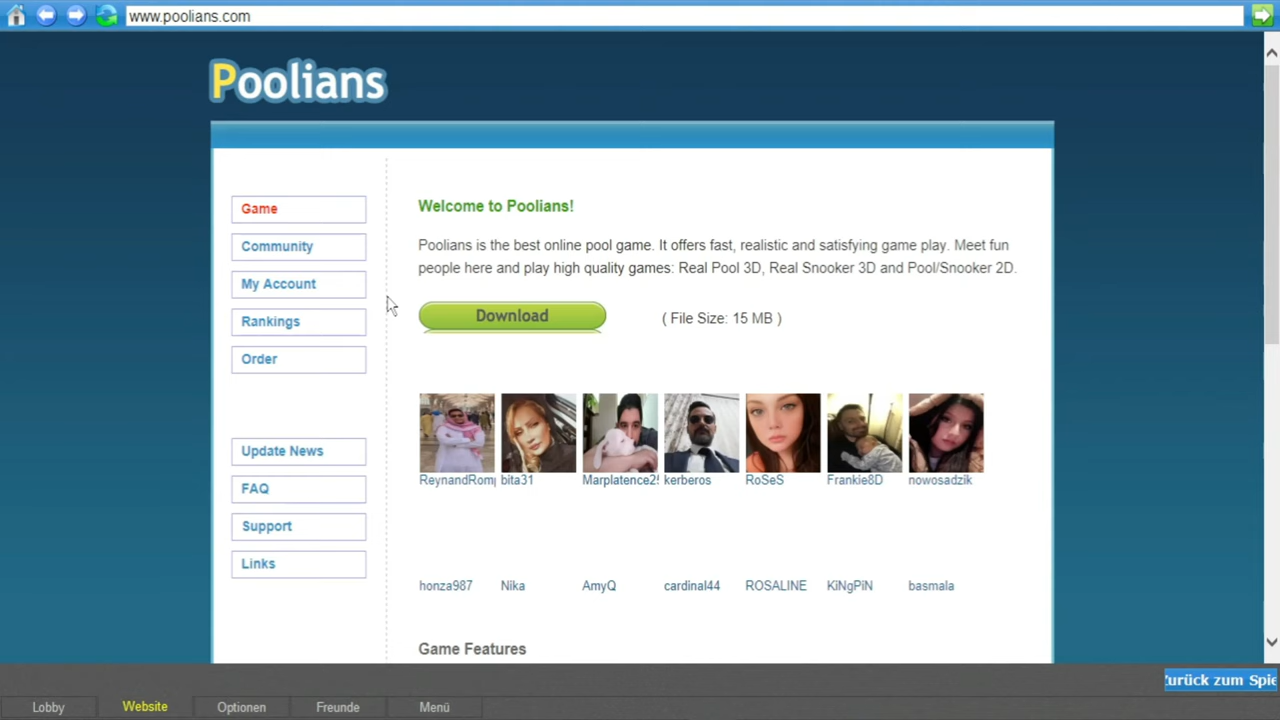 www.poolians.com
Poolians
Game
Community
My Account
Rankings
Order
Update News
FAQ
Support
Links
Welcome to Poolians!
Poolians is the best online pool game. It offers fast, realistic and satisfying game play. Meet fun
people here and play high quality games: Real Pool 3D, Real Snooker 3D and Pool/Snooker 2D.
Download
( File Size: 15 MB )
ReynandRom bita31 Marplatence2 kerberos RoSeS Frankie8D nowosadzik
honza987 Nika AmyQ cardinal44 ROSALINE KiNgPiN basmala
Game Features
urück zum Spie
Lobby Website Optionen Freunde Menü